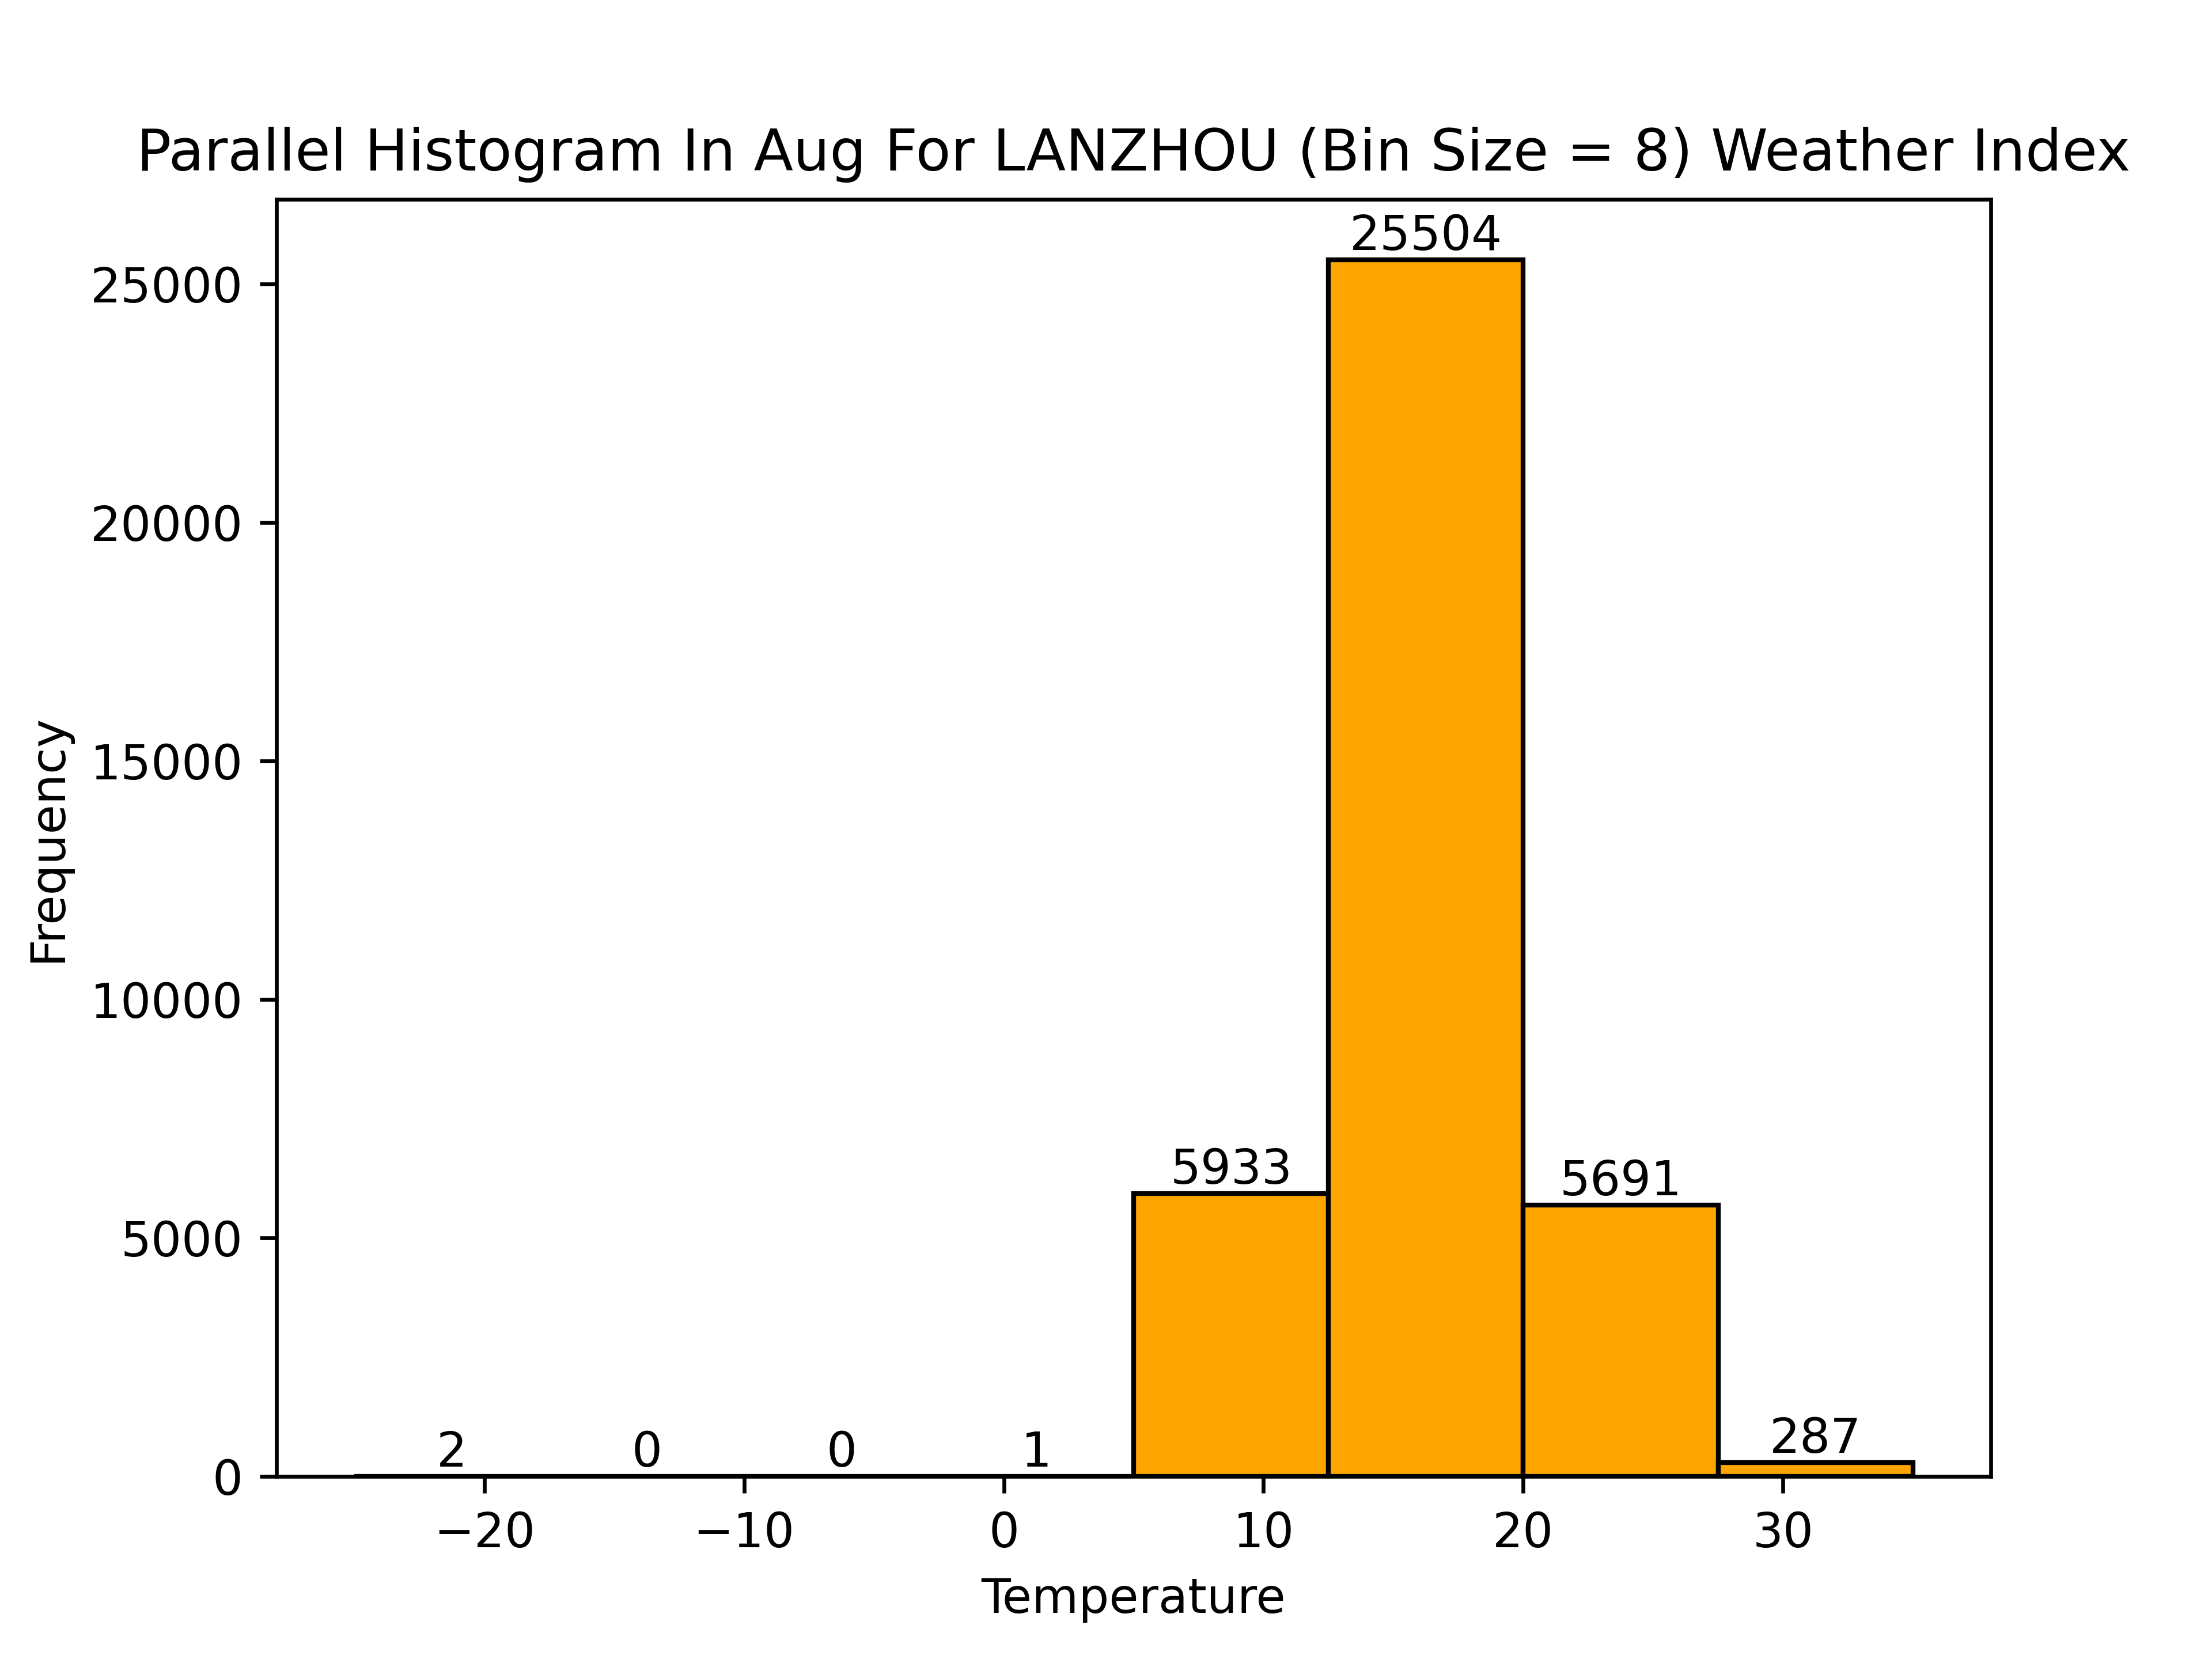 Parallel Histogram In Aug For LANZHOU (Bin Size = 8) Weather Index
25504
25000
20000
15000
10000
5933
5691
5000
2 0 0 1 287
0
−20 −10 0 10 20 30
Frequency
Temperature